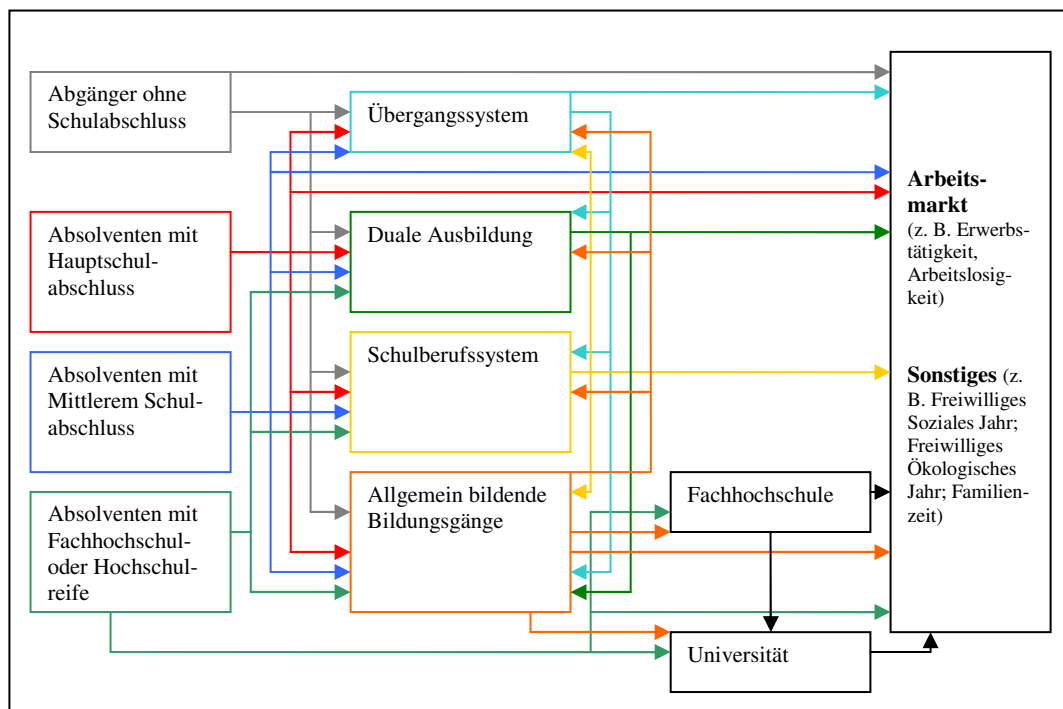 Abgänger ohne
Schulabschluss
Absolventen mit
Hauptschul-
abschluss
Absolventen mit
Mittlerem Schul-
abschluss
Absolventen mit
Fachhochschul-
oder Hochschul-
reife
Übergangssystem
Duale Ausbildung
Schulberufssystem
Allgemein bildende
Bildungsgänge
Fachhochschule
Universität
Arbeits-
markt
(z. B. Erwerbs-
tätigkeit,
Arbeitslosig-
keit)
Sonstiges (z.
B. Freiwilliges
Soziales Jahr;
Freiwilliges
Ökologisches
Jahr; Familien-
zeit)